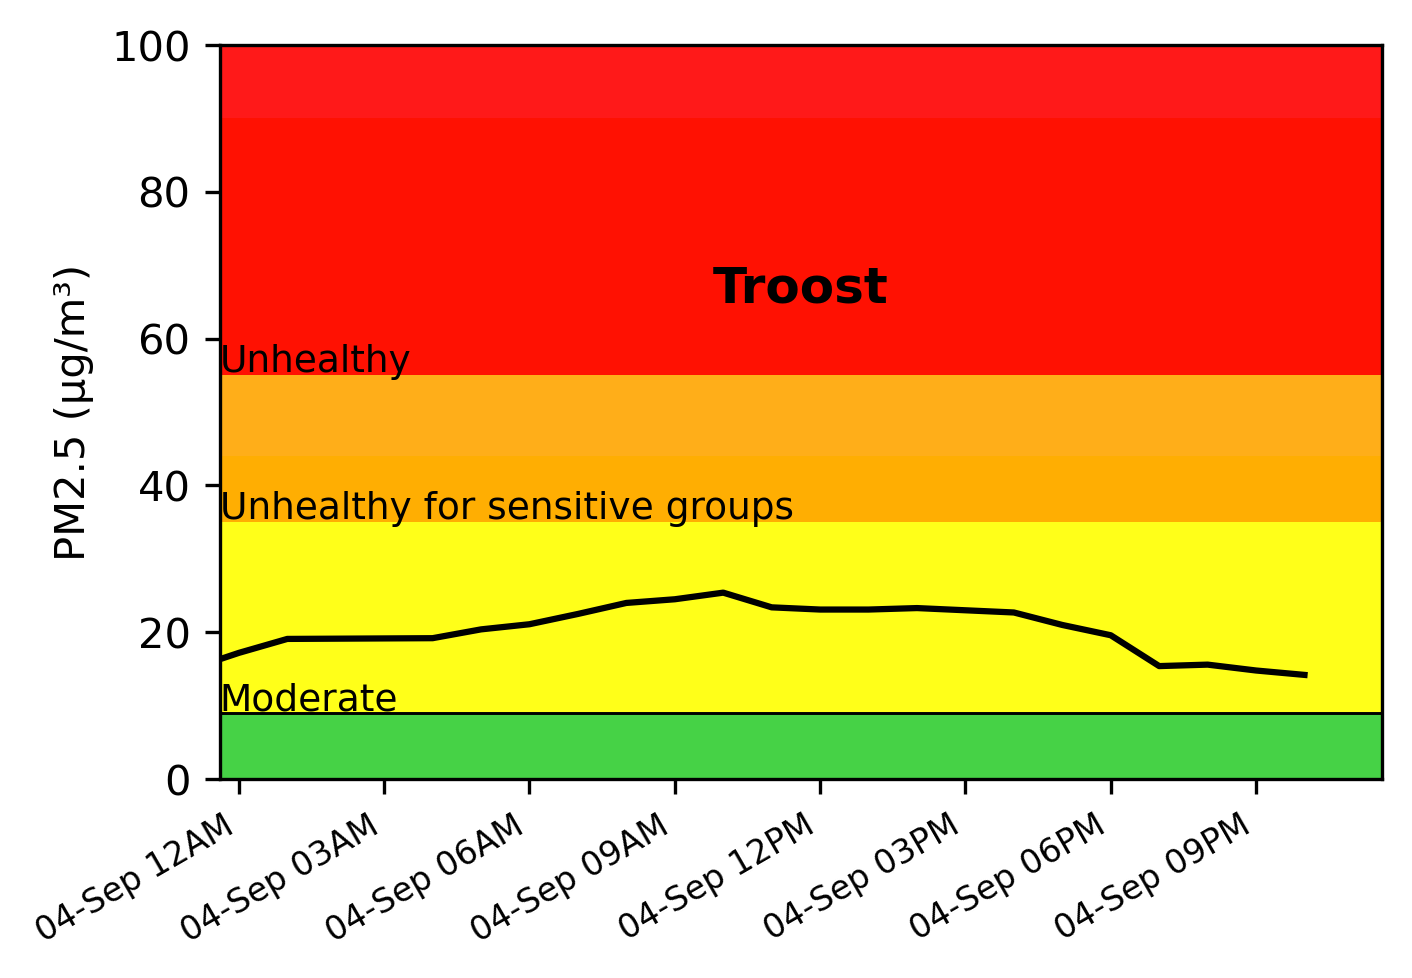 100
80
60
40
20
0
PM2.5 (µg/m³)
Troost
Unhealthy
Unhealthy for sensitive groups
Moderate
04-Sep 12AM
04-Sep 03AM
04-Sep 06AM
04-Sep 09AM
04-Sep 12PM
04-Sep 03PM
04-Sep 06PM
04-Sep 09PM